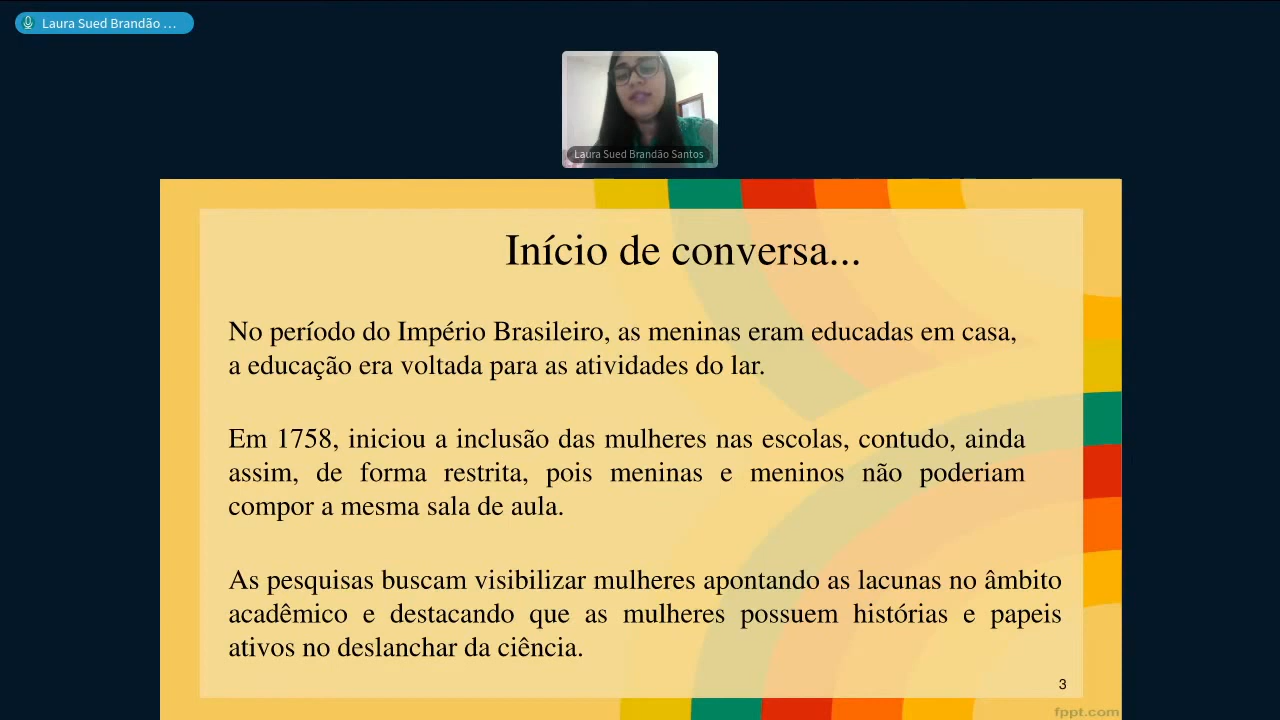 Laura Sued Brandão ...
Laura Sued Brandão Santos
Início de conversa...
No período do Império Brasileiro, as meninas eram educadas em casa,
a educação era voltada para as atividades do lar.
Em 1758, iniciou a inclusão das mulheres nas escolas, contudo, ainda
assim, de forma restrita, pois meninas e meninos não poderiam
compor a mesma sala de aula.
As pesquisas buscam visibilizar mulheres apontando as lacunas no âmbito
acadêmico e destacando que as mulheres possuem histórias e papeis
ativos no deslanchar da ciência.
3
fppt.com